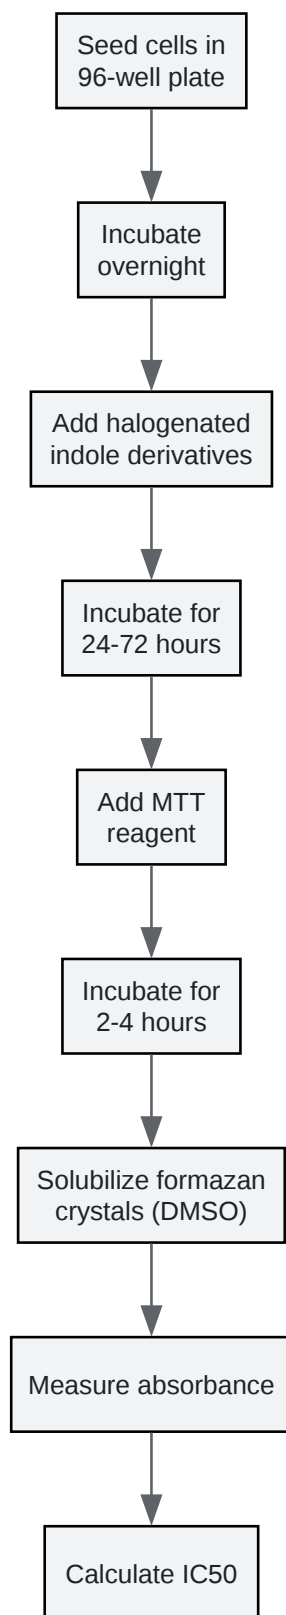 Seed cells in
96-well plate
Incubate
overnight
Add halogenated
indole derivatives
Incubate for
24-72 hours
Add MTT
reagent
Incubate for
2-4 hours
Solubilize formazan
crystals (DMSO)
Measure absorbance
Calculate IC50